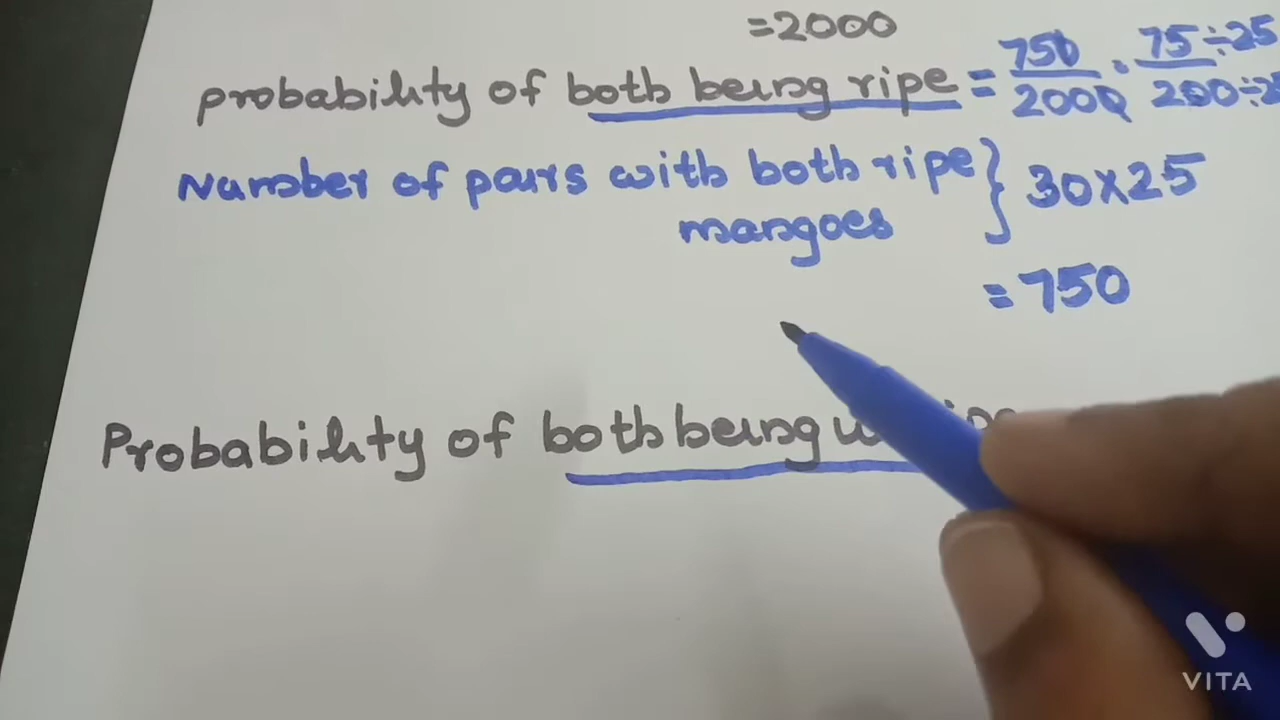 =2000
probability of both being ripe = 750/2000 . 75÷25/200÷25
Number of pairs with both ripe } 30×25
mangoes
=750
Probability of both being
VITA